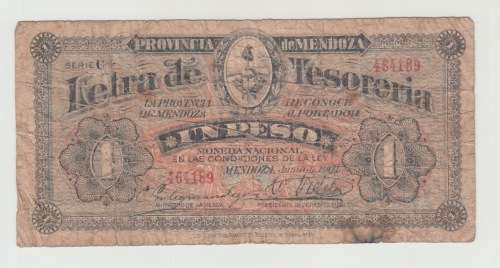 PROVINCIA de MENDOZA
SERIE C
464189
Letra de Tesoreria
LA PROVINCIA RECONOCE
DE MENDOZA AL PORTADOR
UN PESO
MONEDA NACIONAL
EN LAS CONDICIONES DE LA LEY
464189 MENDOZA,
1 1